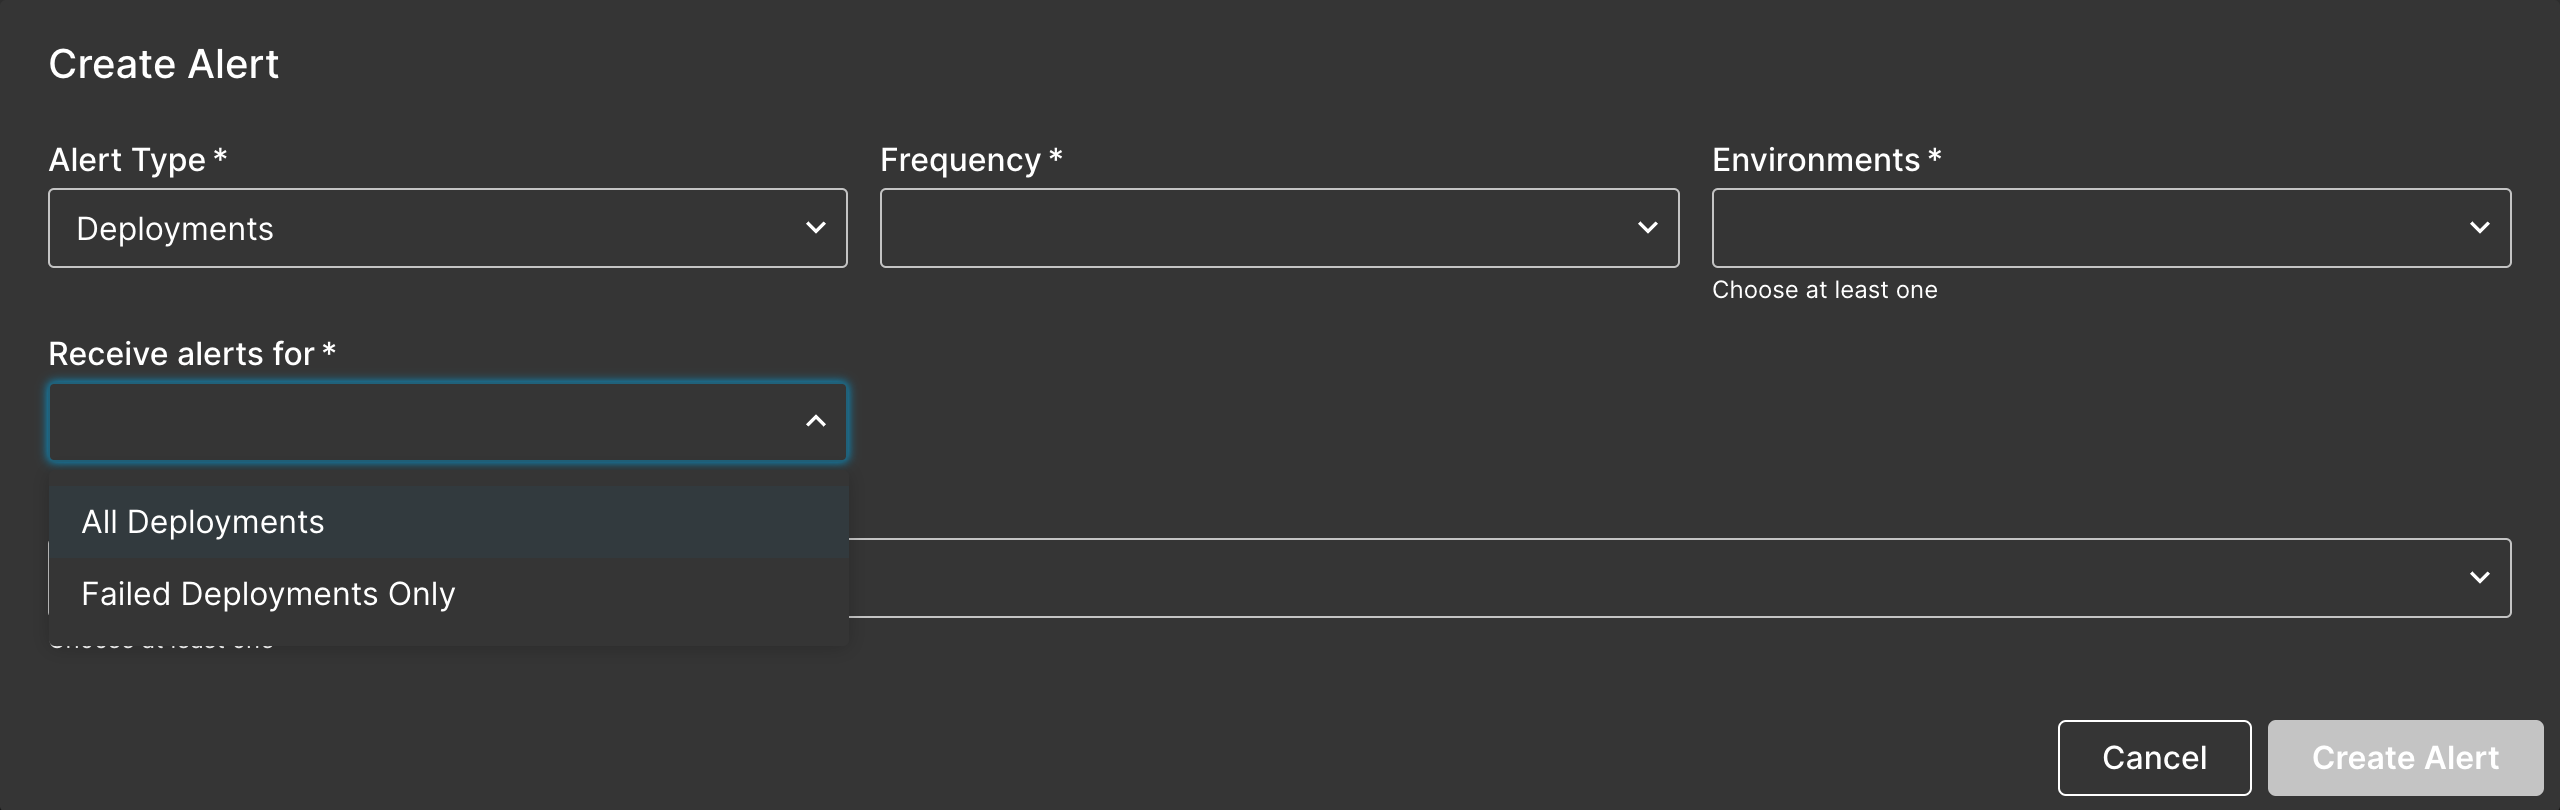 Create Alert
Alert Type *
Frequency *
Environments *
Deployments
Choose at least one
Receive alerts for *
All Deployments
Failed Deployments Only
Cancel
Create Alert